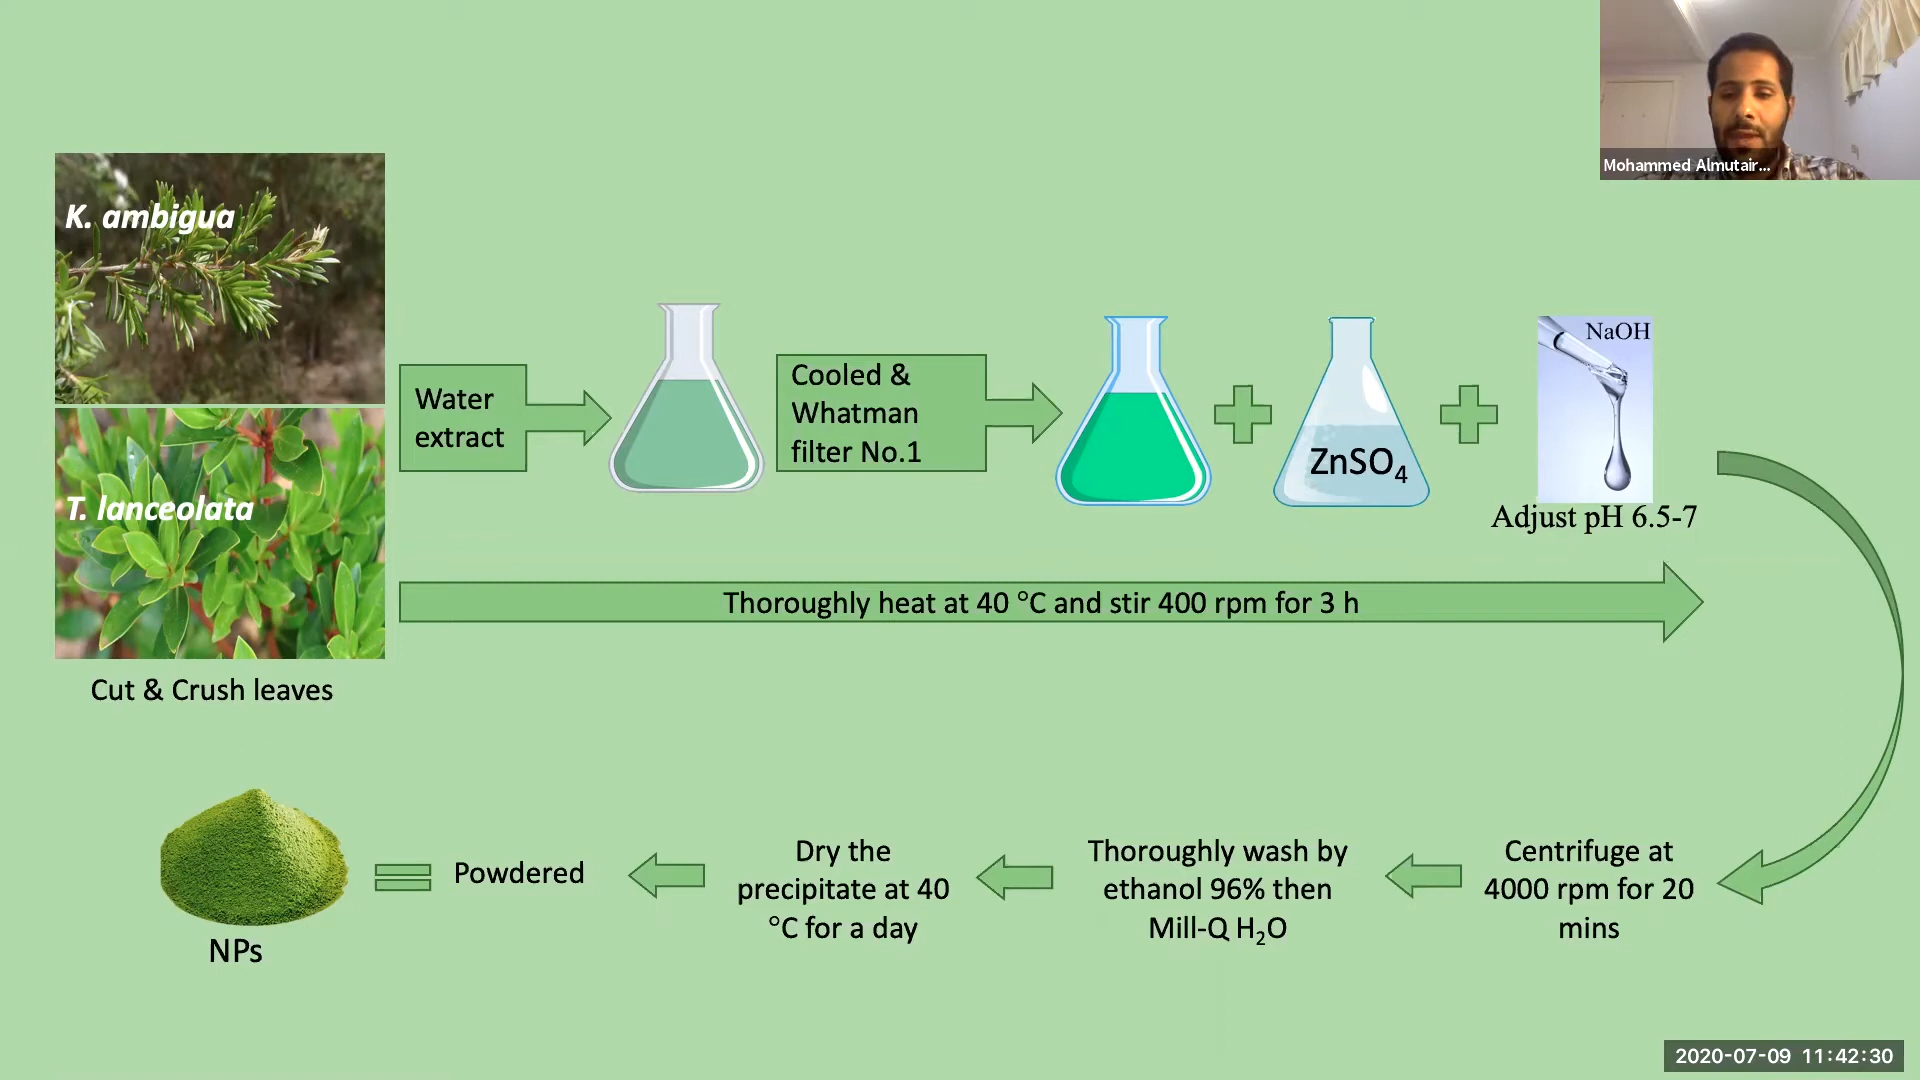 Mohammed Almutair...
K. ambigua
T. lanceolata
Cut & Crush leaves
Water
extract
Cooled &
Whatman
filter No.1
ZnSO4
NaOH
Adjust pH 6.5-7
Thoroughly heat at 40 °C and stir 400 rpm for 3 h
Centrifuge at
4000 rpm for 20
mins
Thoroughly wash by
ethanol 96% then
Mill-Q H2O
Dry the
precipitate at 40
°C for a day
Powdered
NPs
2020-07-09 11:42:30